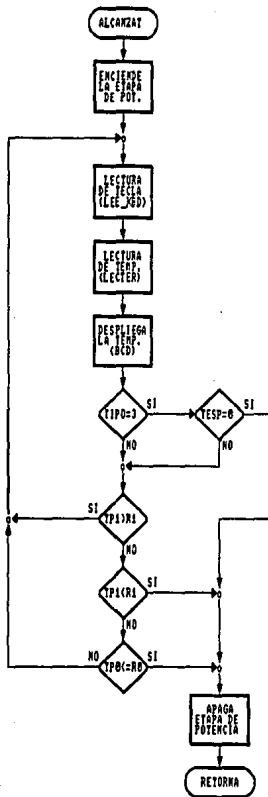 ALCANZAT
ENCIENDE
LA ETAPA
DE POT.
LECTURA
DE TECLA
(LEE_KBD)
LECTURA
DE TEMP.
(LECTER)
DESPLIEGA
LA TEMP.
(BCD)
TIPO=3
SI
TESP=0
SI
NO
NO
SI
TP1>R1
NO
TP1<R1
SI
NO
NO
TP0<=R0
SI
APAGA
ETAPA DE
POTENCIA
RETORNA